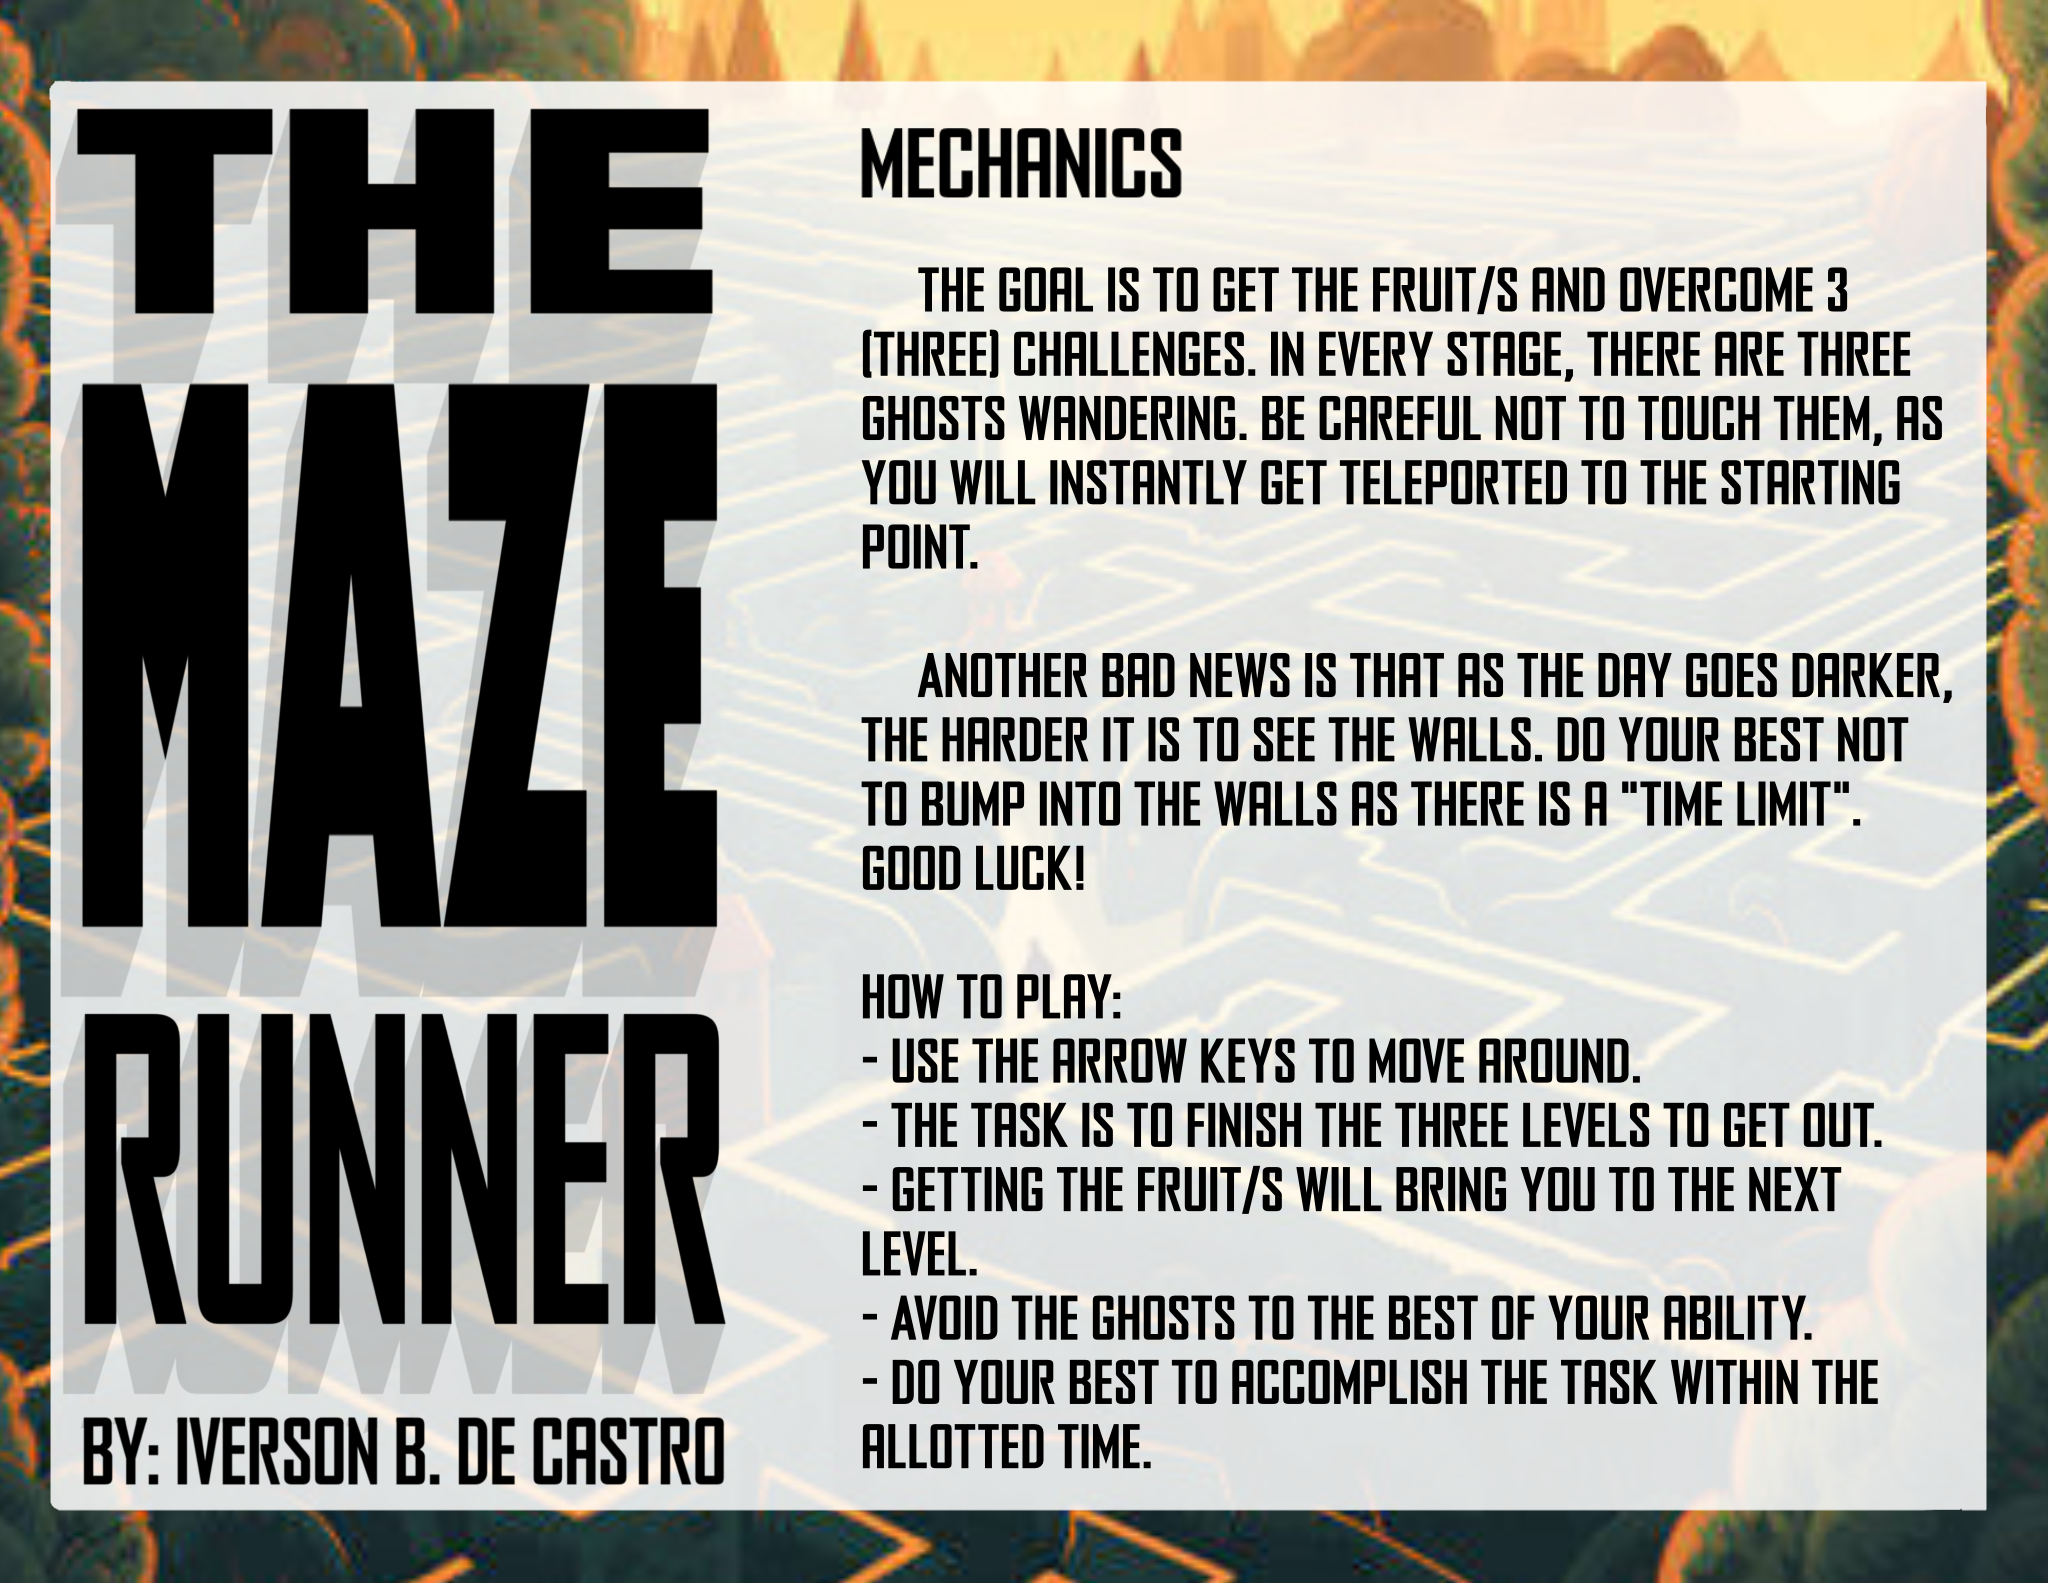 THE
MAZE
RUNNER
BY: IVERSON B. DE CASTRO
MECHANICS
THE GOAL IS TO GET THE FRUIT/S AND OVERCOME 3
(THREE) CHALLENGES. IN EVERY STAGE, THERE ARE THREE
GHOSTS WANDERING. BE CAREFUL NOT TO TOUCH THEM, AS
YOU WILL INSTANTLY GET TELEPORTED TO THE STARTING
POINT.
ANOTHER BAD NEWS IS THAT AS THE DAY GOES DARKER,
THE HARDER IT IS TO SEE THE WALLS. DO YOUR BEST NOT
TO BUMP INTO THE WALLS AS THERE IS A "TIME LIMIT".
GOOD LUCK!
HOW TO PLAY:
- USE THE ARROW KEYS TO MOVE AROUND.
- THE TASK IS TO FINISH THE THREE LEVELS TO GET OUT.
- GETTING THE FRUIT/S WILL BRING YOU TO THE NEXT
LEVEL.
- AVOID THE GHOSTS TO THE BEST OF YOUR ABILITY.
- DO YOUR BEST TO ACCOMPLISH THE TASK WITHIN THE
ALLOTTED TIME.